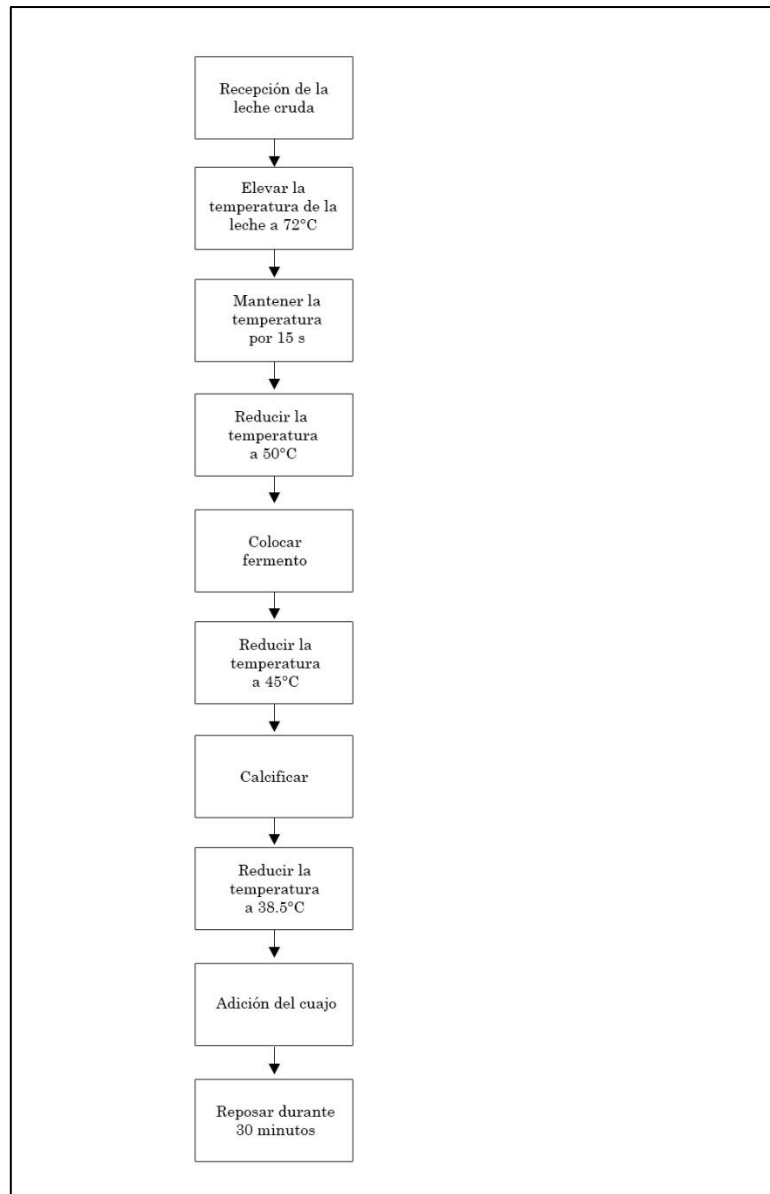 Recepción de la
leche cruda
Elevar la
temperatura de la
leche a 72°C
Mantener la
temperatura
por 15 s
Reducir la
temperatura
a 50°C
Colocar
fermento
Reducir la
temperatura
a 45°C
Calcificar
Reducir la
temperatura
a 38.5°C
Adición del cuajo
Reposar durante
30 minutos